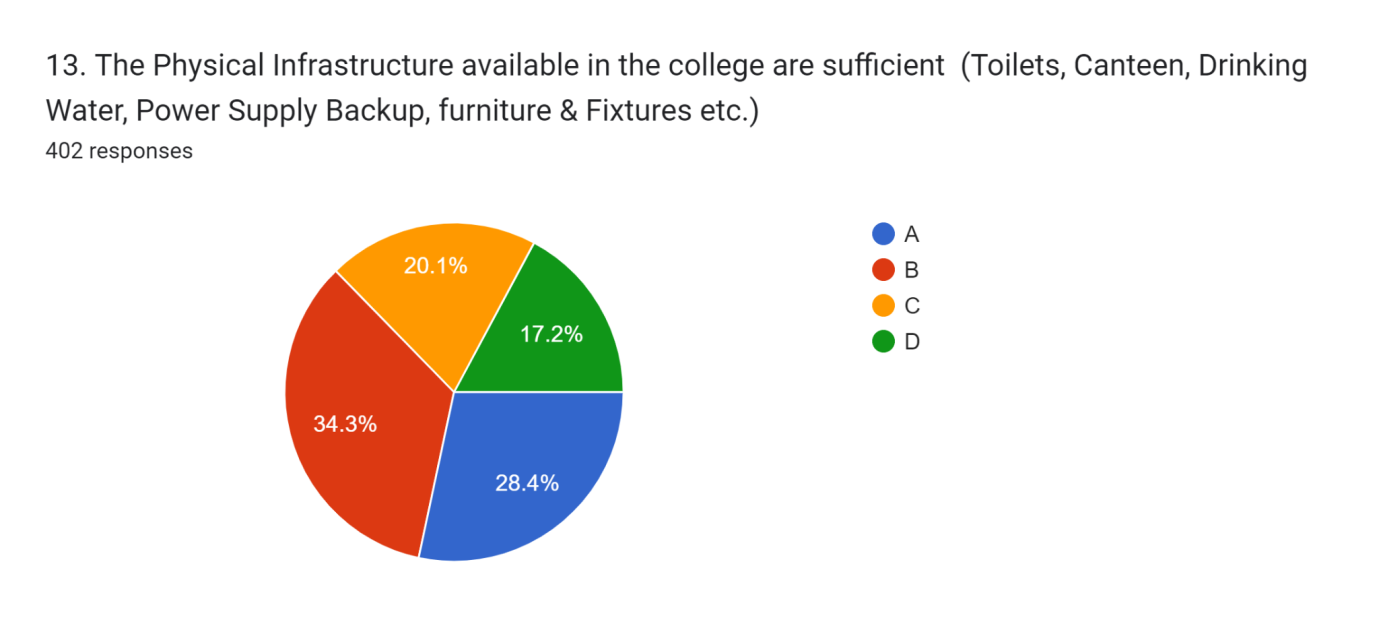 13. The Physical Infrastructure available in the college are sufficient  (Toilets, Canteen, Drinking
Water, Power Supply Backup, furniture & Fixtures etc.)
402 responses
20.1%
17.2%
34.3%
28.4%
A
B
C
D